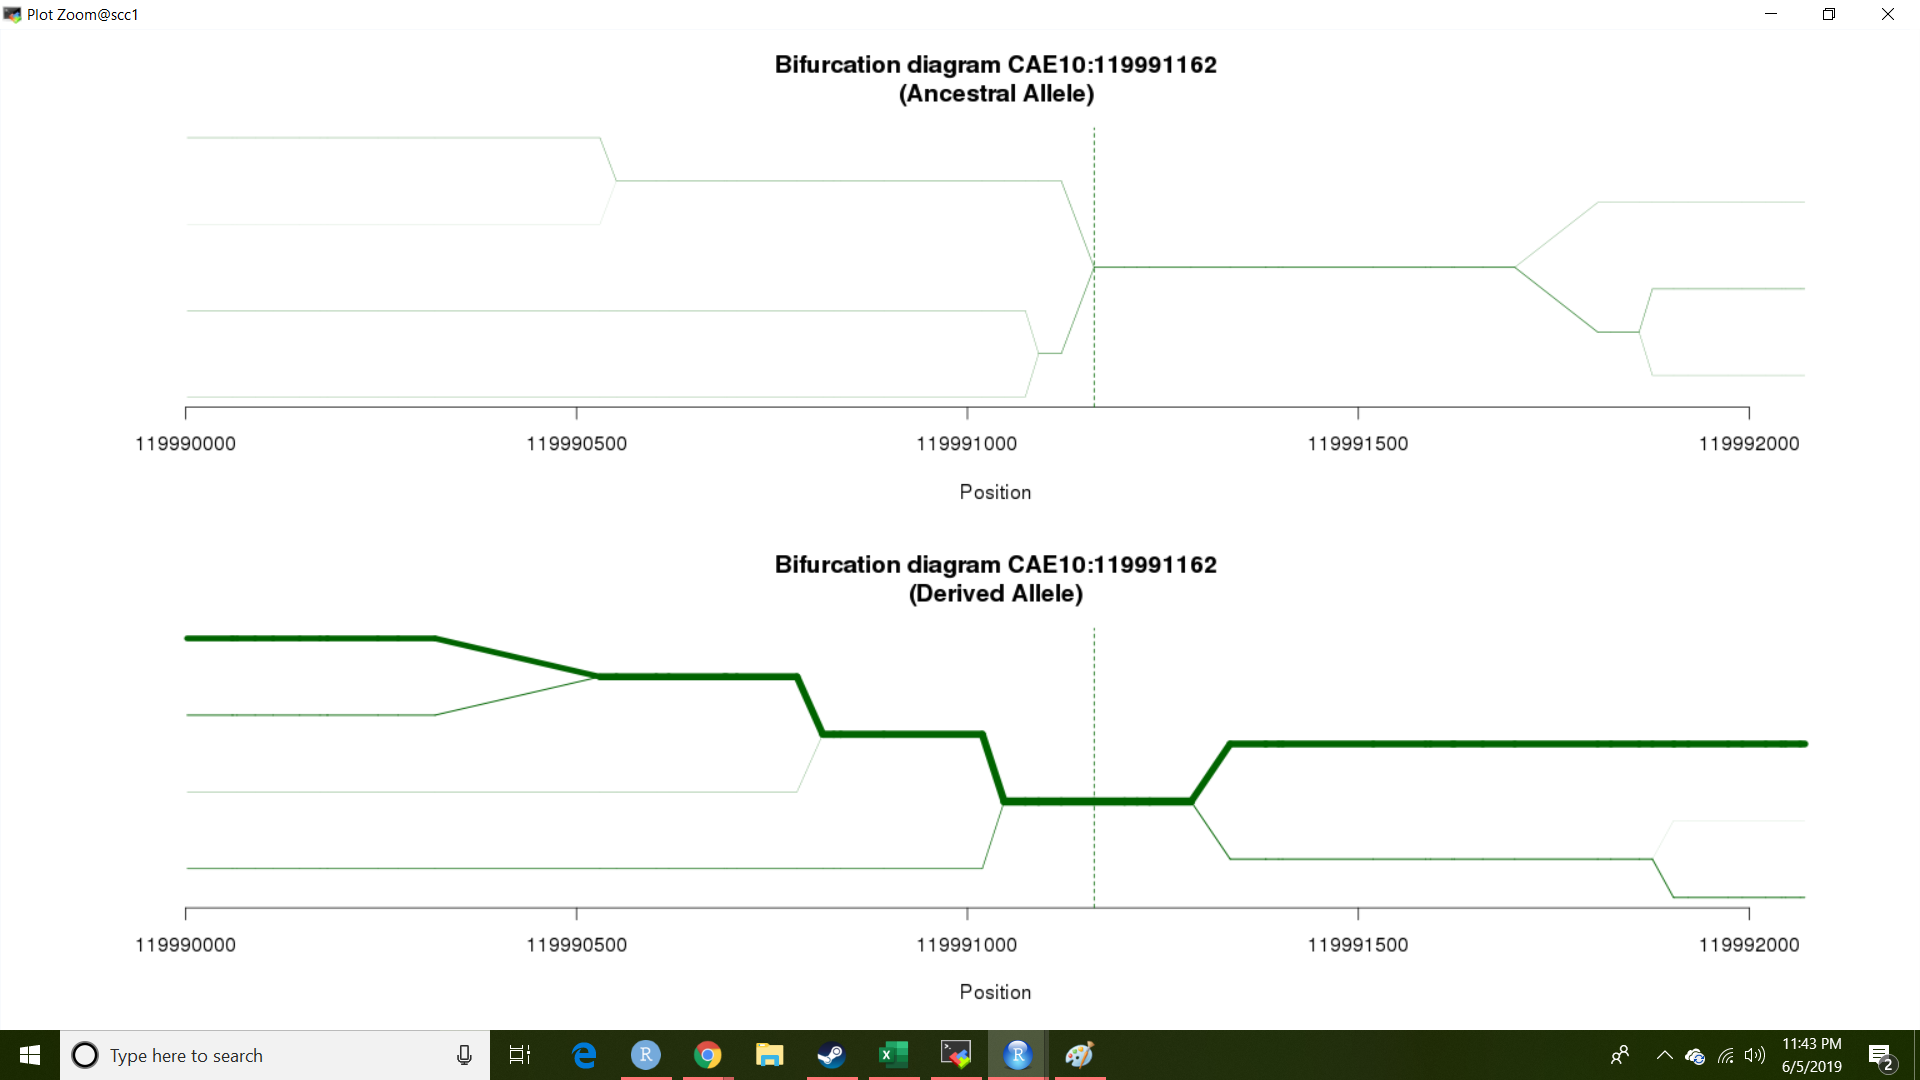 Plot Zoom@scc1
Bifurcation diagram CAE10:119991162
(Ancestral Allele)
119990000 119990500 119991000 119991500 119992000
Position
Bifurcation diagram CAE10:119991162
(Derived Allele)
119990000 119990500 119991000 119991500 119992000
Position
Type here to search
11:43 PM
6/5/2019
2